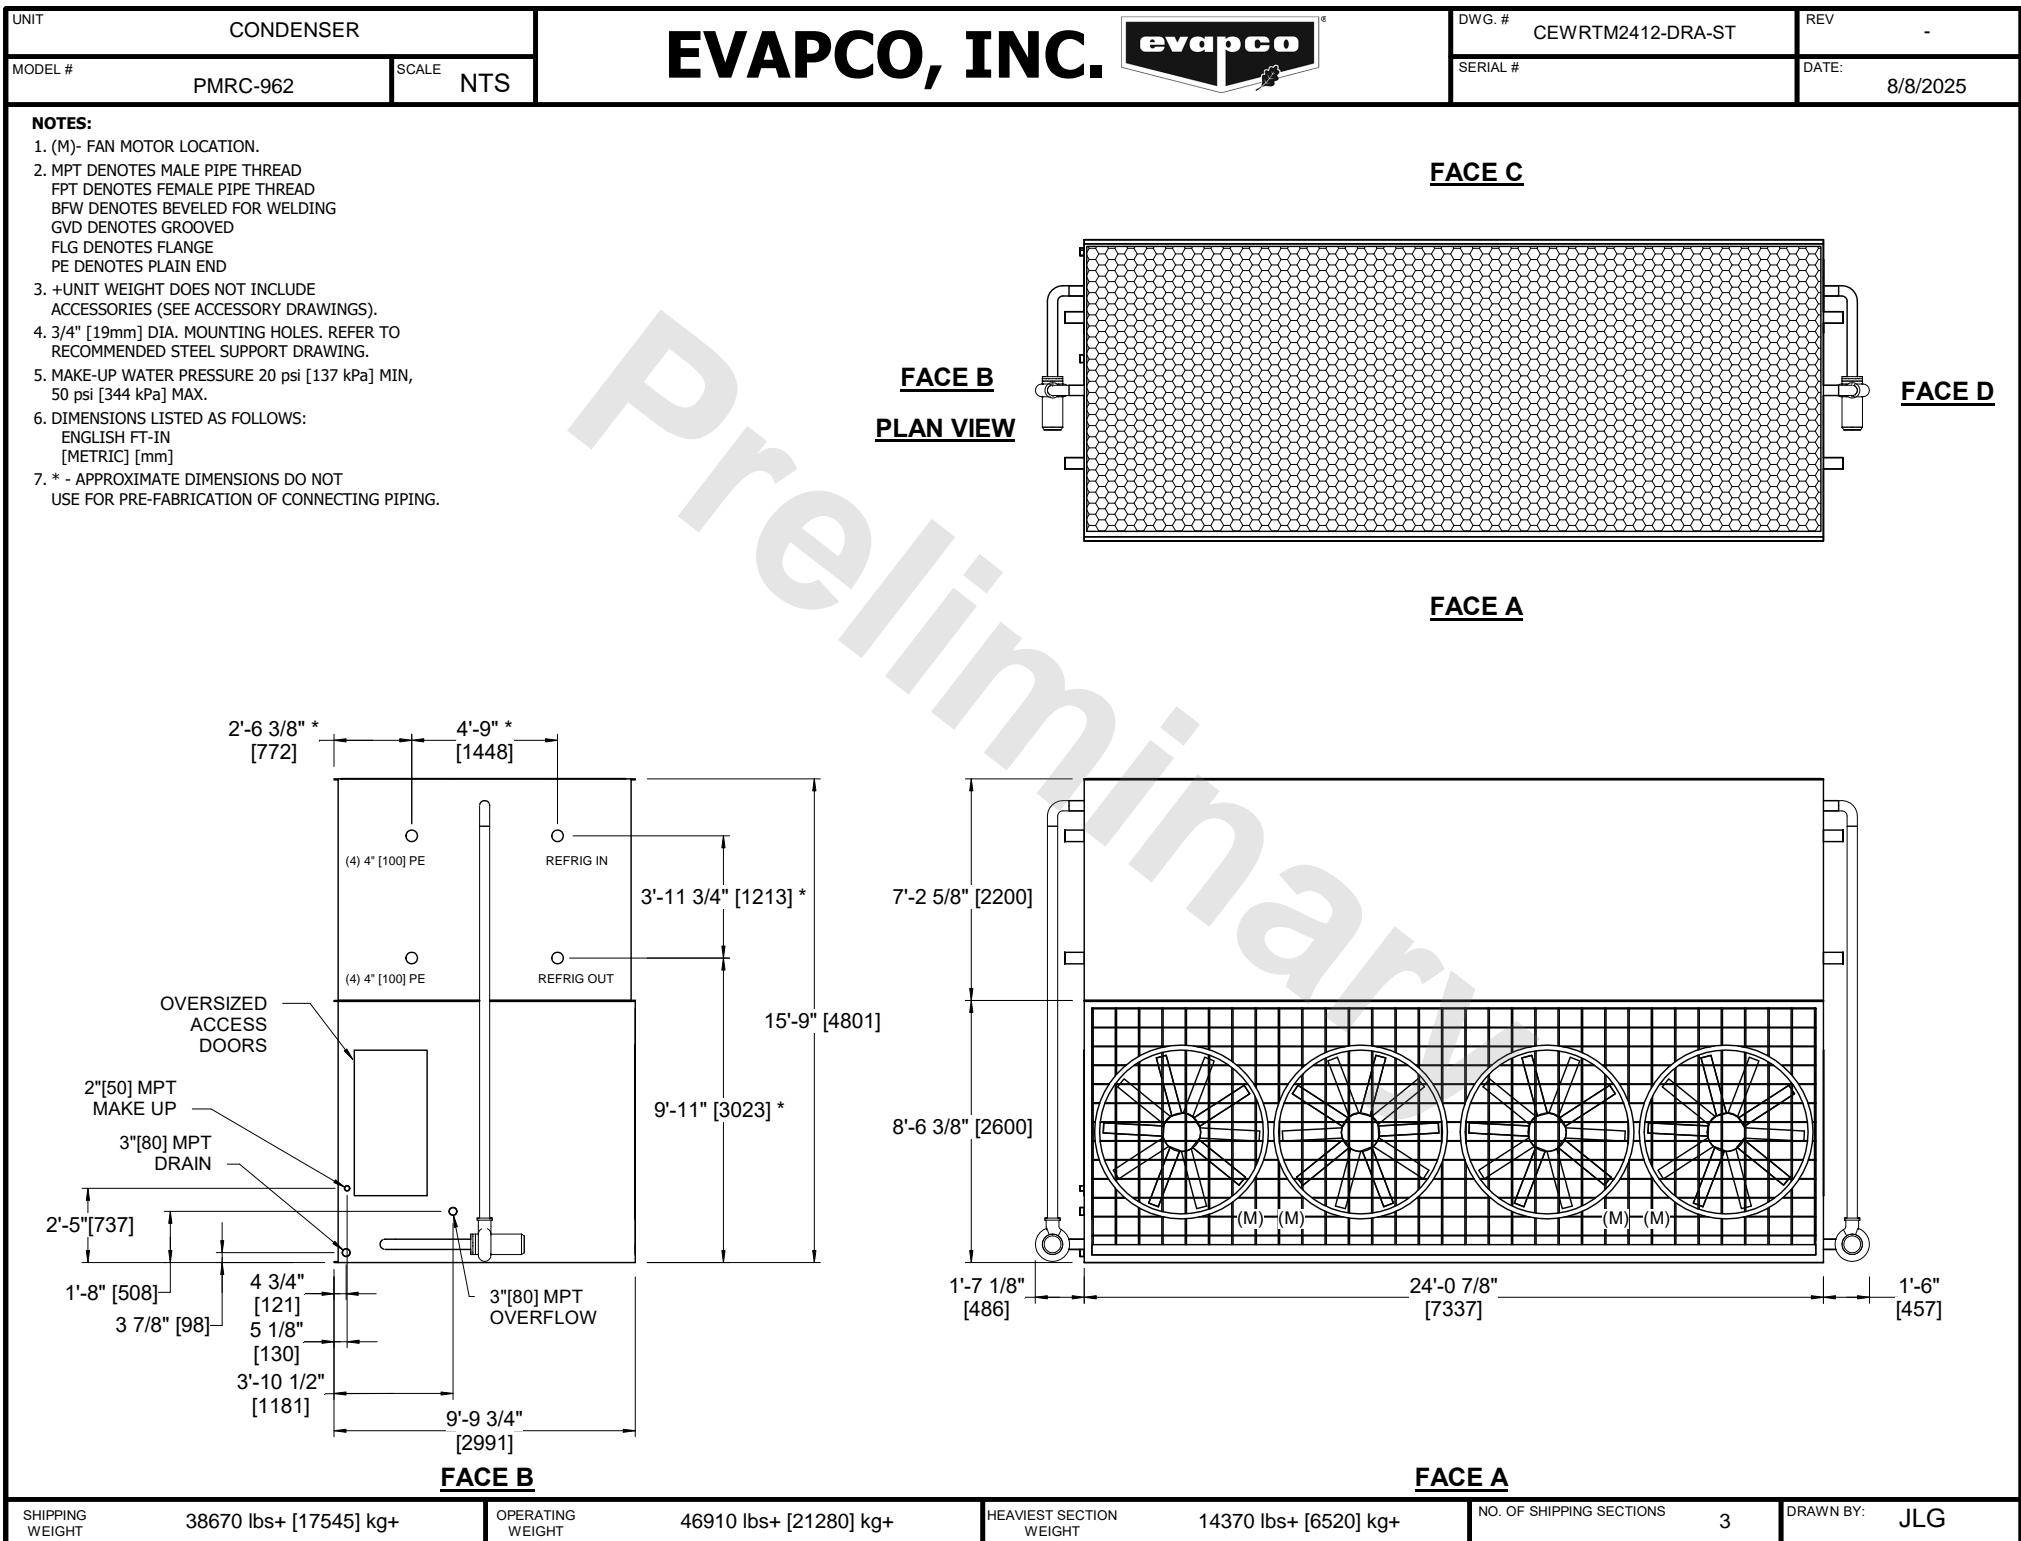 UNIT
CONDENSER
MODEL #
PMRC-962
SCALE
NTS
EVAPCO, INC.
evapco
®
DWG. #
CEWRTM2412-DRA-ST
REV
-
SERIAL #
DATE:
8/8/2025
NOTES:
1. (M)- FAN MOTOR LOCATION.
2. MPT DENOTES MALE PIPE THREAD
FPT DENOTES FEMALE PIPE THREAD
BFW DENOTES BEVELED FOR WELDING
GVD DENOTES GROOVED
FLG DENOTES FLANGE
PE DENOTES PLAIN END
3. +UNIT WEIGHT DOES NOT INCLUDE
ACCESSORIES (SEE ACCESSORY DRAWINGS).
4. 3/4" [19mm] DIA. MOUNTING HOLES. REFER TO
RECOMMENDED STEEL SUPPORT DRAWING.
5. MAKE-UP WATER PRESSURE 20 psi [137 kPa] MIN,
50 psi [344 kPa] MAX.
6. DIMENSIONS LISTED AS FOLLOWS:
ENGLISH FT-IN
[METRIC] [mm]
7. * - APPROXIMATE DIMENSIONS DO NOT
USE FOR PRE-FABRICATION OF CONNECTING PIPING.
Preliminary
FACE C
FACE B
PLAN VIEW
FACE D
FACE A
2'-6 3/8" *
[772]
4'-9" *
[1448]
(4) 4" [100] PE
REFRIG IN
3'-11 3/4" [1213] *
(4) 4" [100] PE
REFRIG OUT
OVERSIZED
ACCESS
DOORS
15'-9" [4801]
2"[50] MPT
MAKE UP
9'-11" [3023] *
3"[80] MPT
DRAIN
2'-5"[737]
1'-8" [508]
3 7/8" [98]
4 3/4"
[121]
5 1/8"
[130]
3"[80] MPT
OVERFLOW
3'-10 1/2"
[1181]
9'-9 3/4"
[2991]
FACE B
7'-2 5/8" [2200]
8'-6 3/8" [2600]
(M)
(M)
(M)
(M)
1'-7 1/8"
[486]
24'-0 7/8"
[7337]
1'-6"
[457]
FACE A
SHIPPING
WEIGHT
38670 lbs+ [17545] kg+
OPERATING
WEIGHT
46910 lbs+ [21280] kg+
HEAVIEST SECTION
WEIGHT
14370 lbs+ [6520] kg+
NO. OF SHIPPING SECTIONS
3
DRAWN BY:
JLG